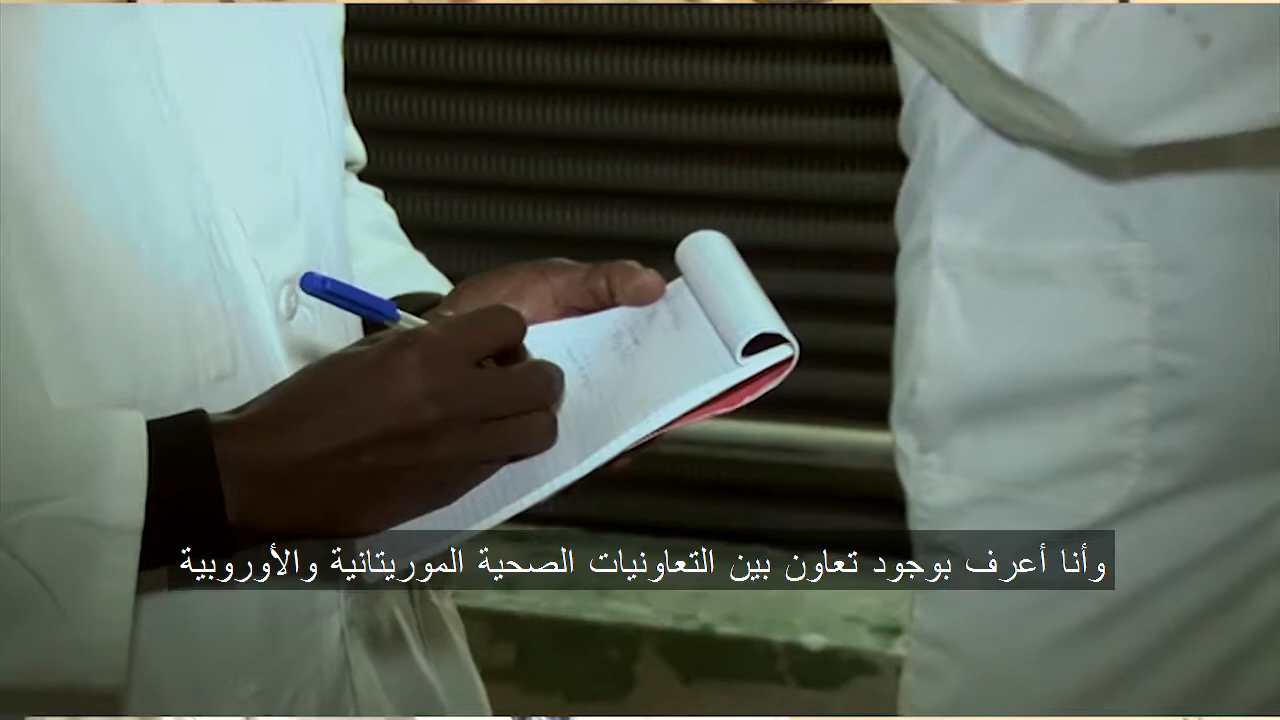 وأنا أعرف بوجود تعاون بين التعاونيات الصحية الموريتانية والأوروبية